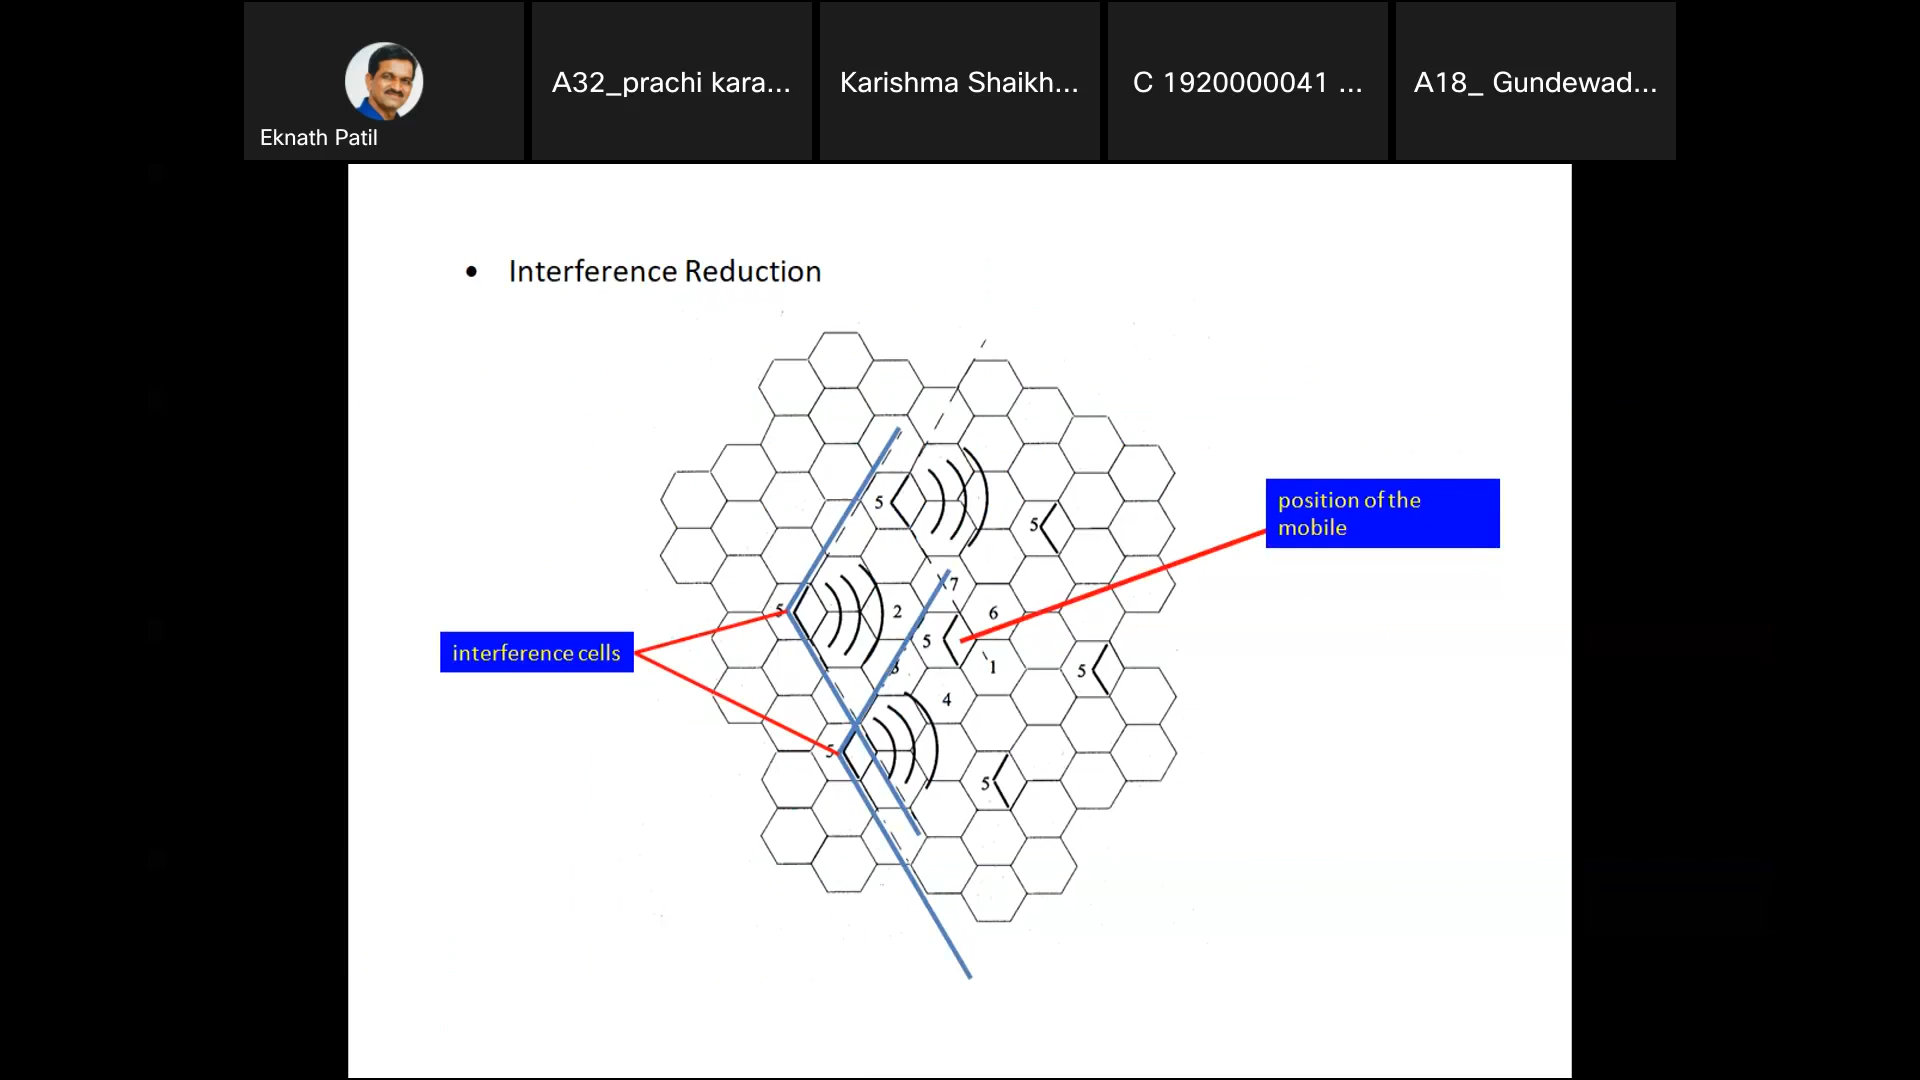 A32_prachi kara...
Karishma Shaikh...
C 1920000041 ...
A18_ Gundewad...
Eknath Patil
• Interference Reduction
5
5
position of the
mobile
7
5
2
6
interference cells
5
3
1
5
4
5
5